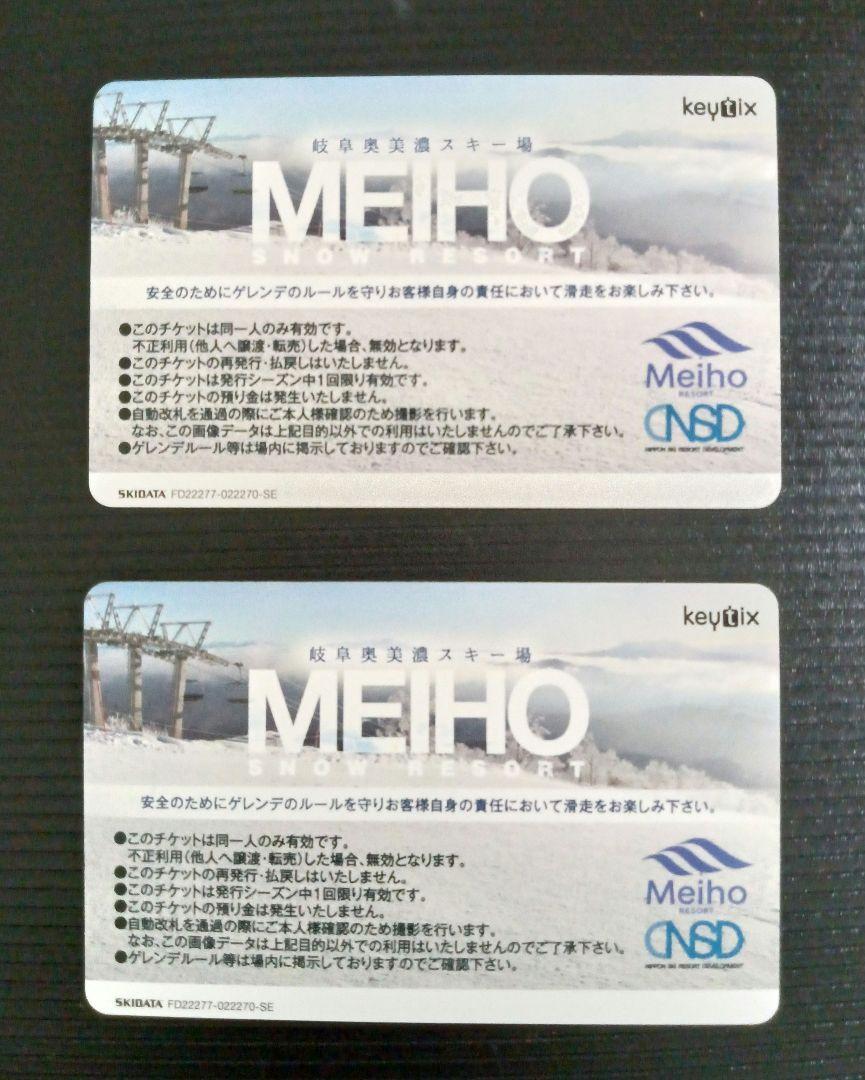 keytix
岐阜奥美濃スキー場
MEIHO
SNOW RESORT
安全のためにゲレンデのルールを守りお客様自身の責任において滑走をお楽しみ下さい。
●このチケットは同一人のみ有効です。
不正利用(他人へ譲渡・転売)した場合、無効となります。
●このチケットの再発行・払戻しはいたしません。
●このチケットは発行シーズン中1回限り有効です。
●このチケットの預り金は発生いたしません。
●自動改札を通過の際にご本人様確認のため撮影を行います。
なお、この画像データは上記目的以外での利用はいたしませんのでご了承下さい。
●ゲレンデルール等は場内に掲示しておりますのでご確認下さい。
Meiho
RESORT
NSD
NIPPON SKI RESORT DEVELOPMENT
SKIDATA FD22277-022270-SE
keytix
岐阜奥美濃スキー場
MEIHO
SNOW RESORT
安全のためにゲレンデのルールを守りお客様自身の責任において滑走をお楽しみ下さい。
●このチケットは同一人のみ有効です。
不正利用(他人へ譲渡・転売)した場合、無効となります。
●このチケットの再発行・払戻しはいたしません。
●このチケットは発行シーズン中1回限り有効です。
●このチケットの預り金は発生いたしません。
●自動改札を通過の際にご本人様確認のため撮影を行います。
なお、この画像データは上記目的以外での利用はいたしませんのでご了承下さい。
●ゲレンデルール等は場内に掲示しておりますのでご確認下さい。
Meiho
RESORT
NSD
NIPPON SKI RESORT DEVELOPMENT
SKIDATA FD22277-022270-SE